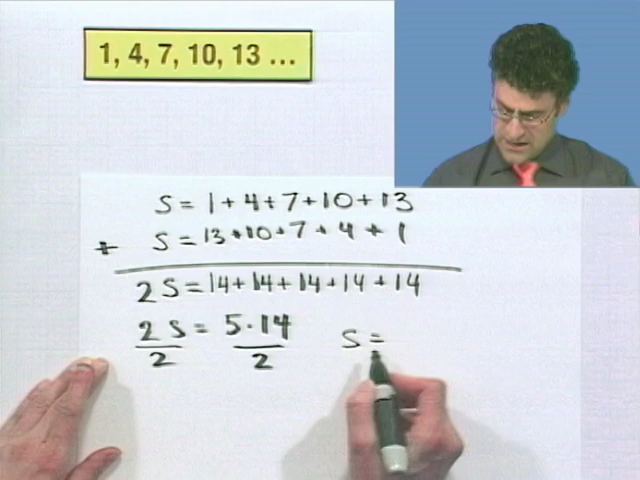 1, 4, 7, 10, 13 ...
S = 1 + 4 + 7 + 10 + 13
+ S = 13 + 10 + 7 + 4 + 1
2S = 14 + 14 + 14 + 14 + 14
2S/2 = 5·14/2 S =